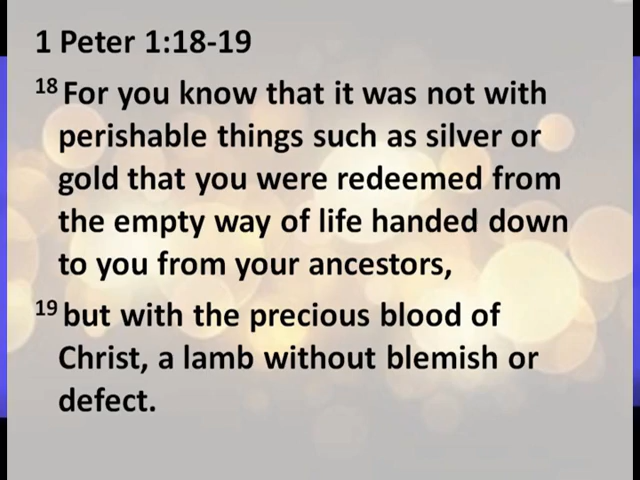 1 Peter 1:18-19
18 For you know that it was not with
perishable things such as silver or
gold that you were redeemed from
the empty way of life handed down
to you from your ancestors,
19 but with the precious blood of
Christ, a lamb without blemish or
defect.